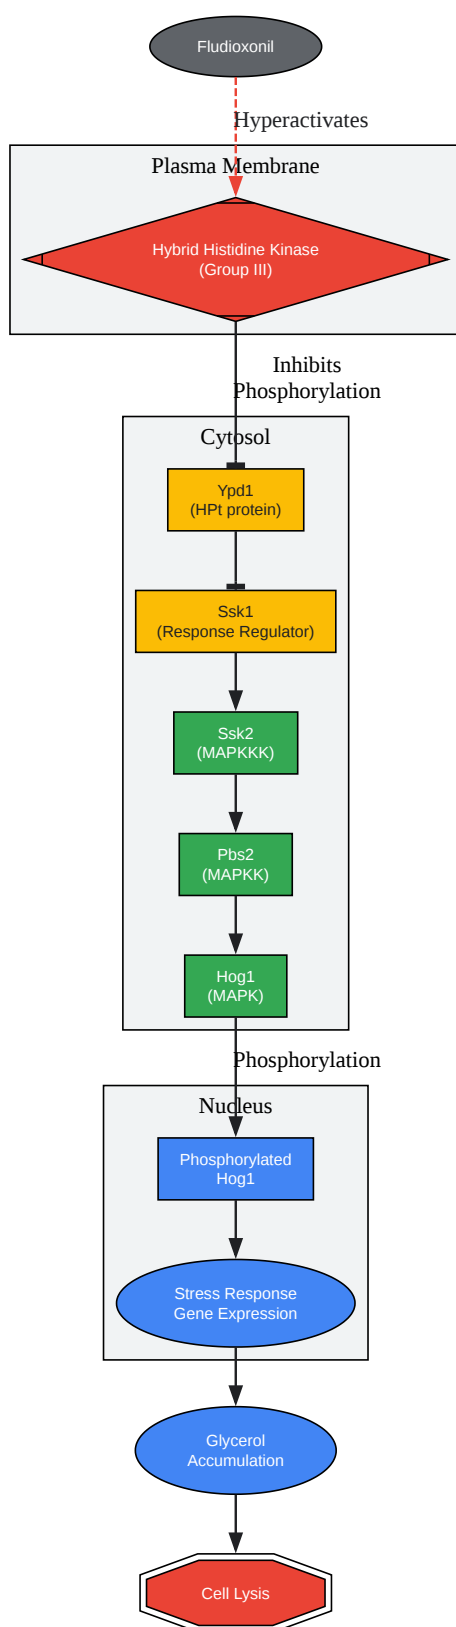 Fludioxonil
Hyperactivates
Plasma Membrane
Hybrid Histidine Kinase
(Group III)
Inhibits
Phosphorylation
Cytosol
Ypd1
(HPt protein)
Ssk1
(Response Regulator)
Ssk2
(MAPKKK)
Pbs2
(MAPKK)
Hog1
(MAPK)
Phosphorylation
Nucleus
Phosphorylated
Hog1
Stress Response
Gene Expression
Glycerol
Accumulation
Cell Lysis